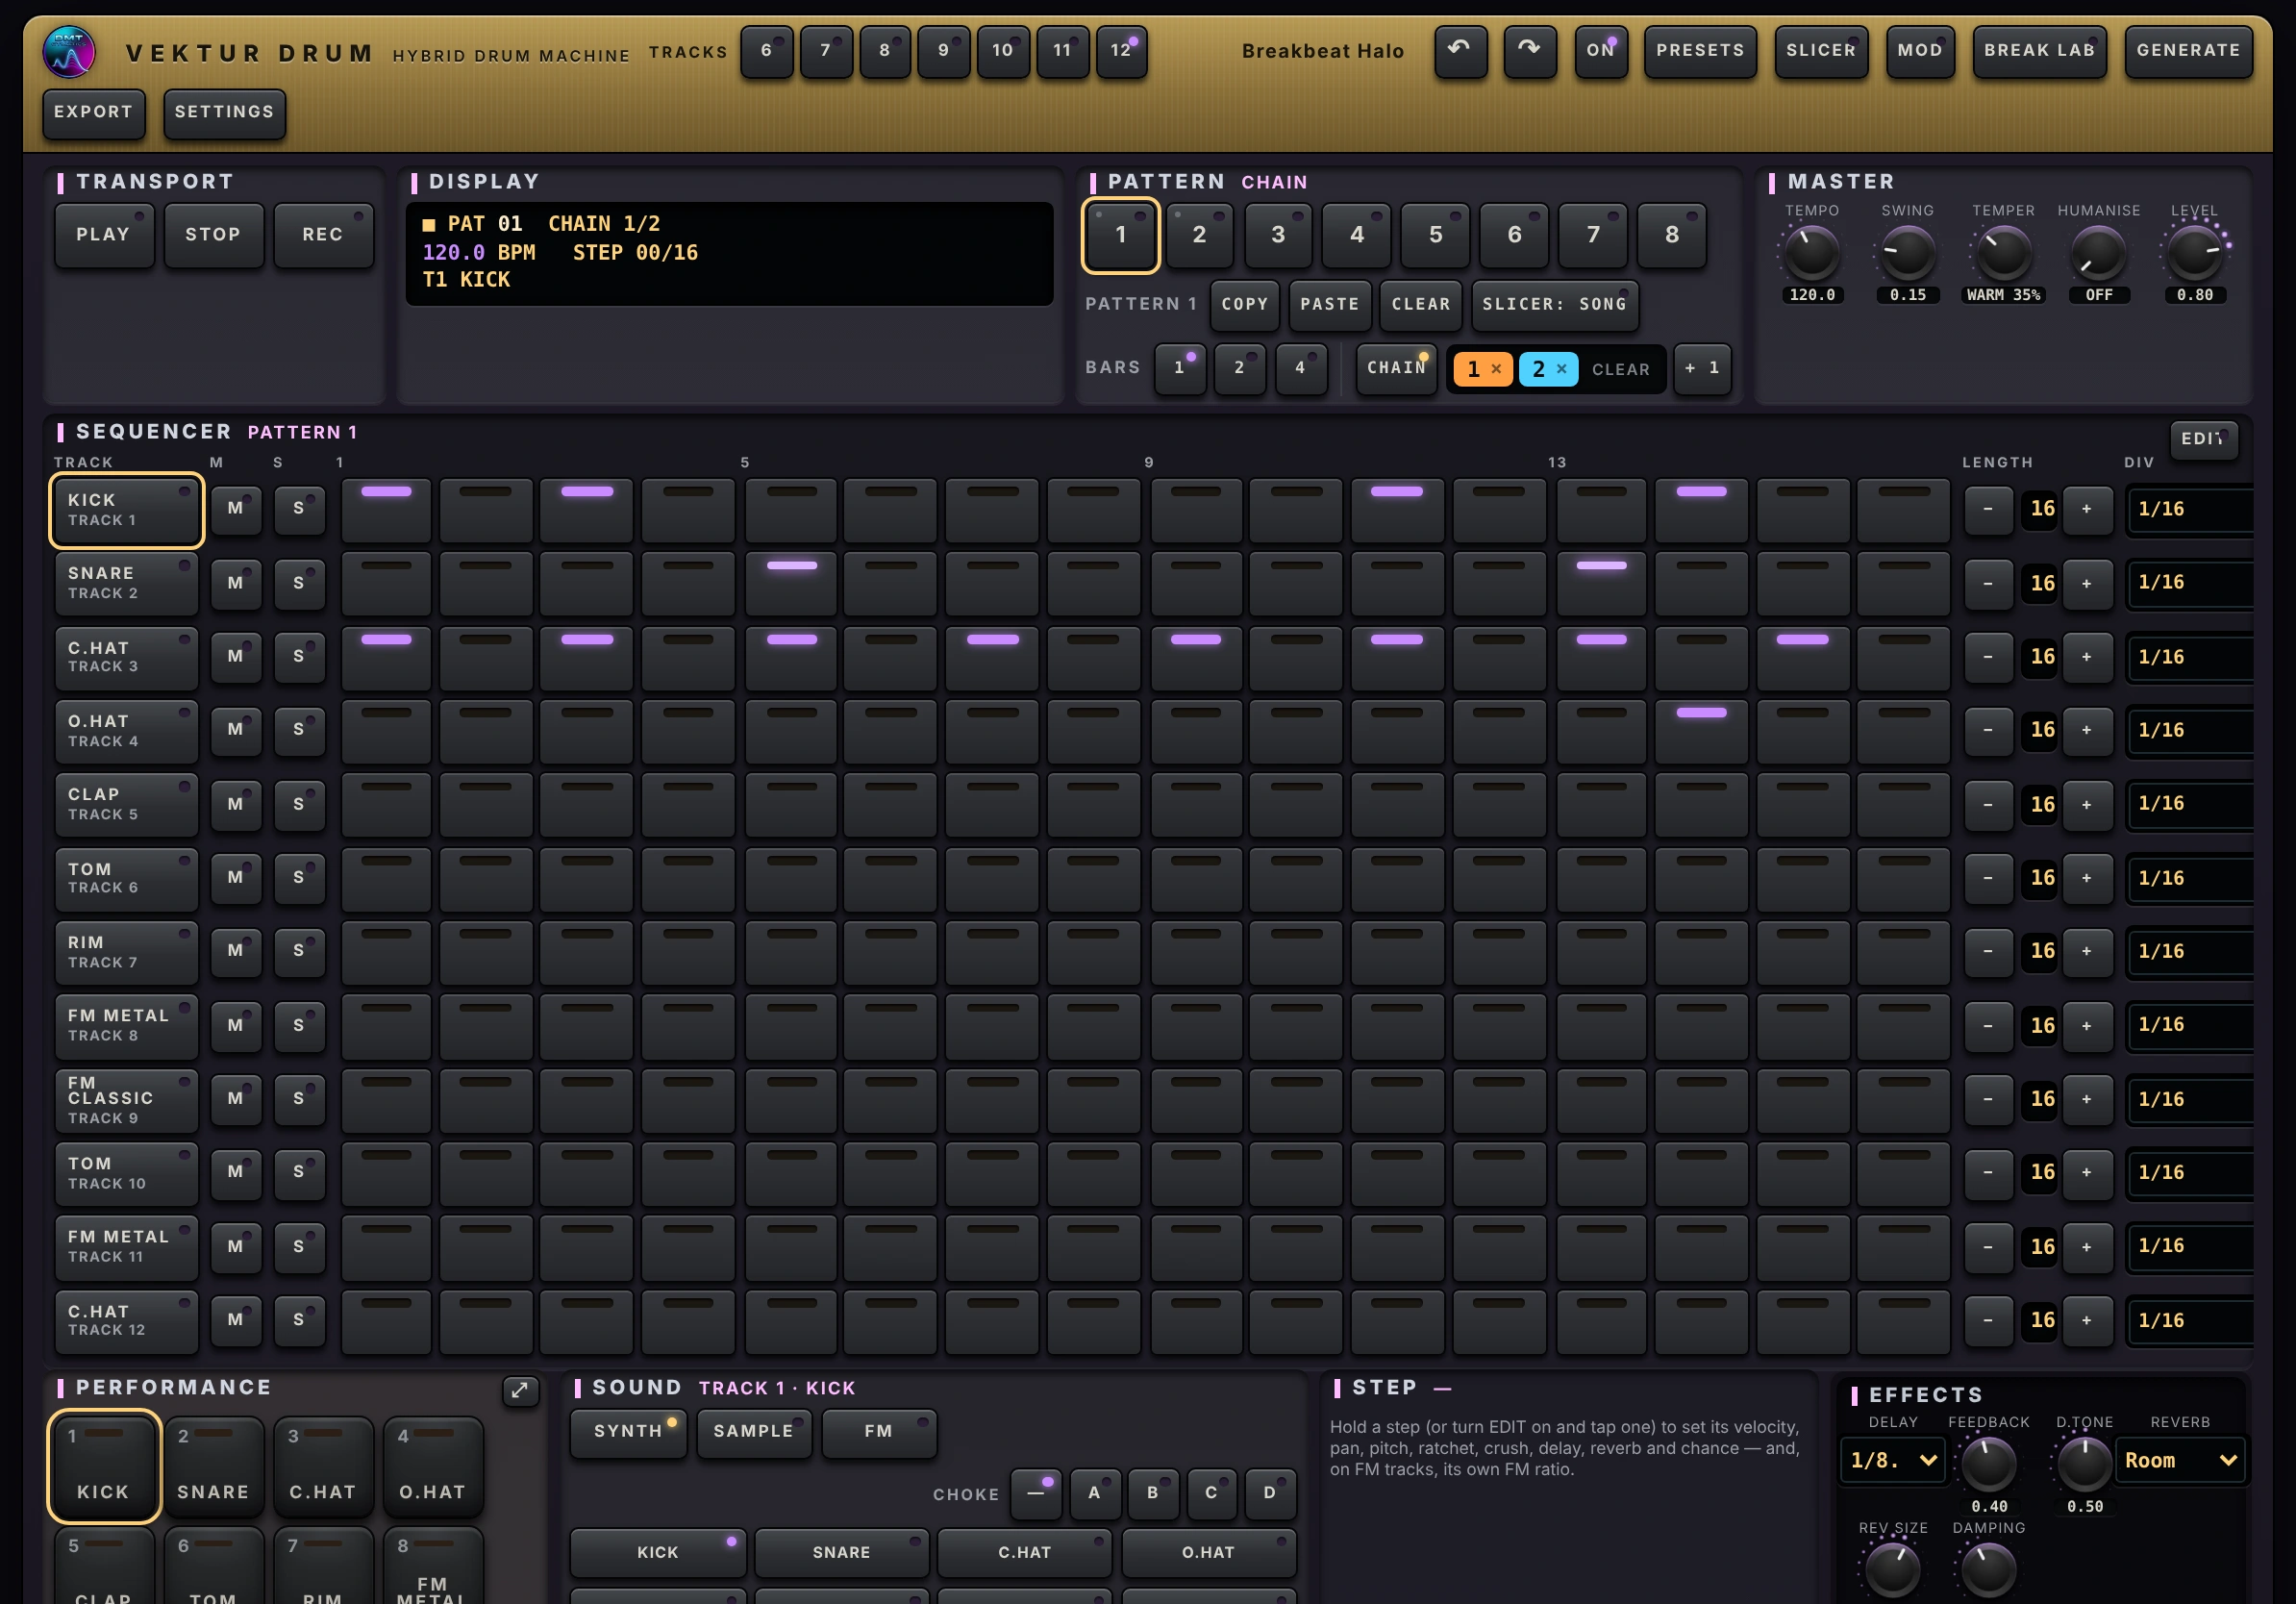 VEKTUR DRUM HYBRID DRUM MACHINE TRACKS 6 7 8 9 10 11 12 Breakbeat Halo ↶ ↷ ON PRESETS SLICER MOD BREAK LAB GENERATE
EXPORT SETTINGS
TRANSPORT
PLAY STOP REC
DISPLAY
■ PAT 01 CHAIN 1/2
120.0 BPM STEP 00/16
T1 KICK
PATTERN CHAIN
1 2 3 4 5 6 7 8
PATTERN 1 COPY PASTE CLEAR SLICER: SONG
BARS 1 2 4 CHAIN 1 × 2 × CLEAR + 1
MASTER
TEMPO SWING TEMPER HUMANISE LEVEL
120.0 0.15 WARM 35% OFF 0.80
SEQUENCER PATTERN 1 EDIT
TRACK M S 1 5 9 13 LENGTH DIV
KICK
TRACK 1
M S − 16 + 1/16
SNARE
TRACK 2
M S − 16 + 1/16
C.HAT
TRACK 3
M S − 16 + 1/16
O.HAT
TRACK 4
M S − 16 + 1/16
CLAP
TRACK 5
M S − 16 + 1/16
TOM
TRACK 6
M S − 16 + 1/16
RIM
TRACK 7
M S − 16 + 1/16
FM METAL
TRACK 8
M S − 16 + 1/16
FM
CLASSIC
TRACK 9
M S − 16 + 1/16
TOM
TRACK 10
M S − 16 + 1/16
FM METAL
TRACK 11
M S − 16 + 1/16
C.HAT
TRACK 12
M S − 16 + 1/16
PERFORMANCE
1 2 3 4
KICK SNARE C.HAT O.HAT
5 6 7 8
CLAP TOM RIM FM
METAL
SOUND TRACK 1 · KICK
SYNTH SAMPLE FM
CHOKE — A B C D
KICK SNARE C.HAT O.HAT
STEP —
Hold a step (or turn EDIT on and tap one) to set its velocity,
pan, pitch, ratchet, crush, delay, reverb and chance — and,
on FM tracks, its own FM ratio.
EFFECTS
DELAY FEEDBACK D.TONE REVERB
1/8. Room
0.40 0.50
REV SIZE DAMPING